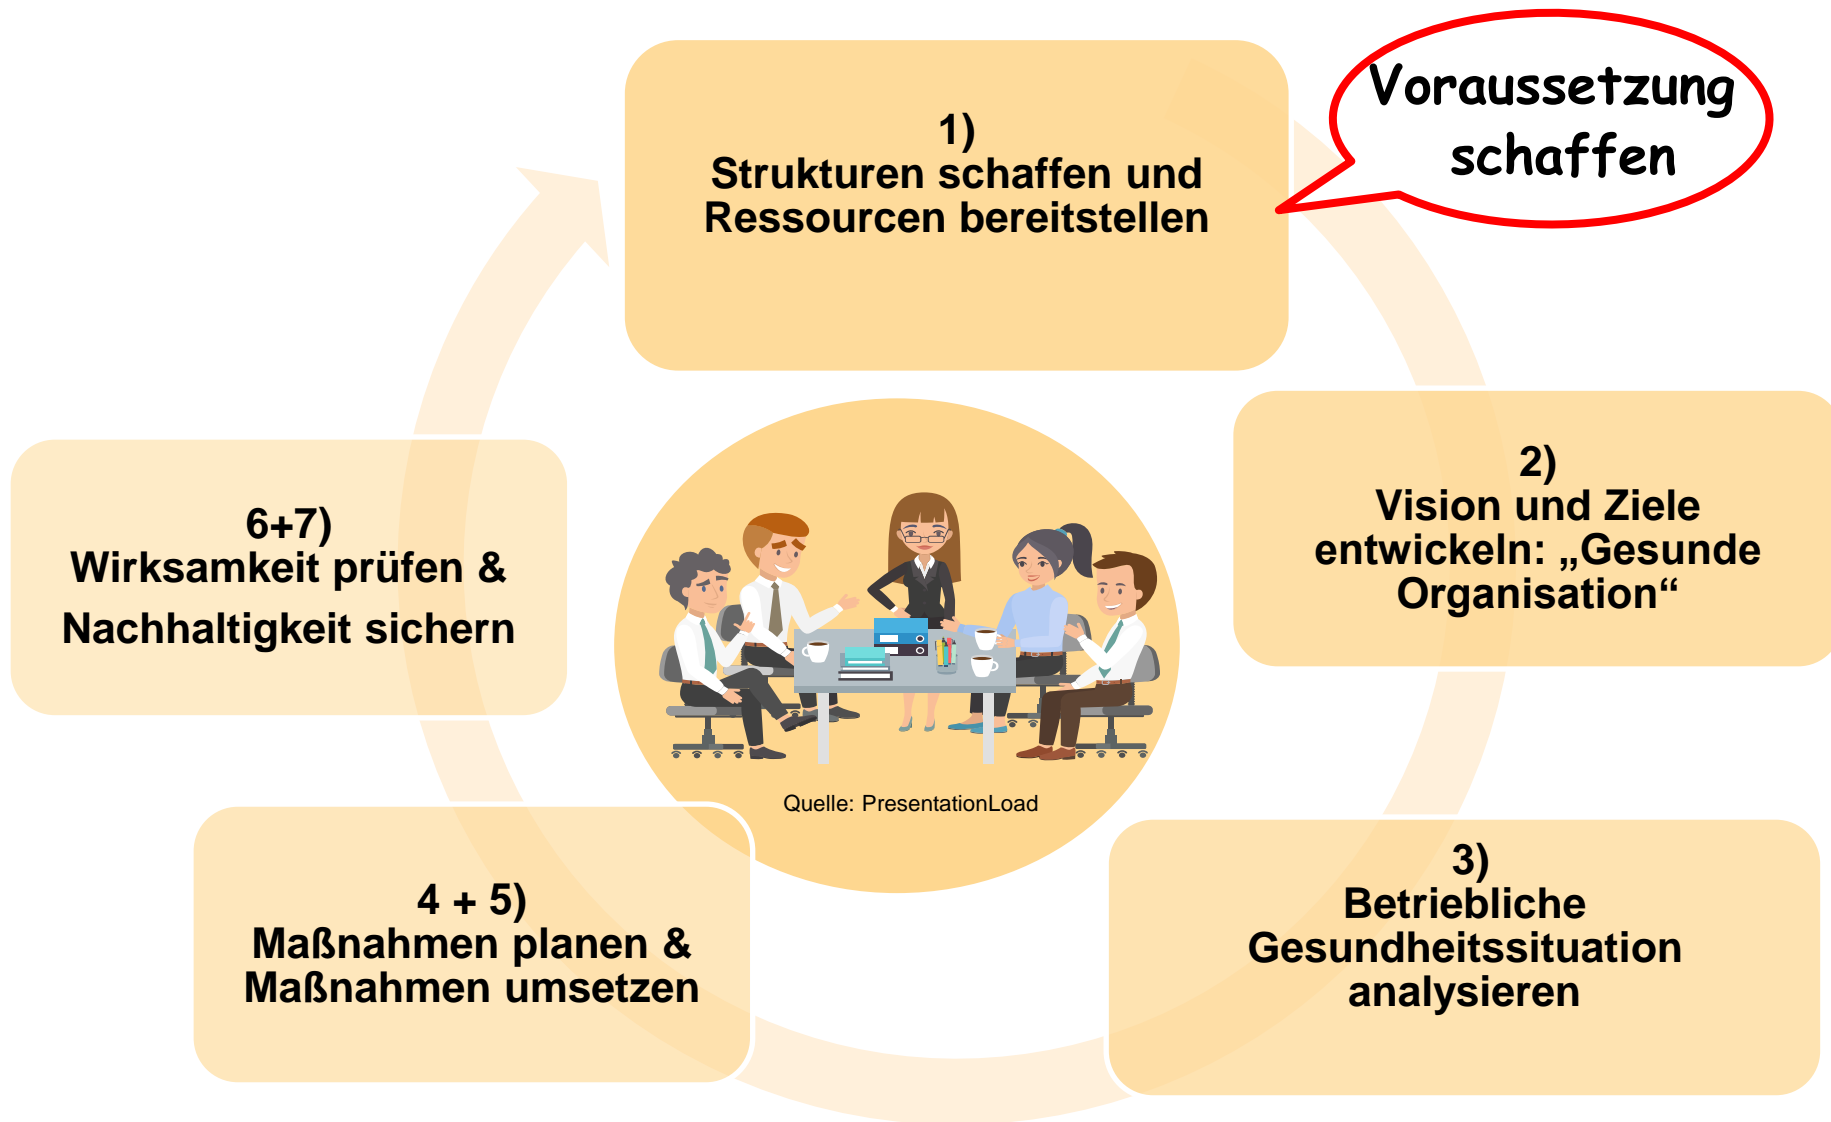 1)
Strukturen schaffen und
Ressourcen bereitstellen
Voraussetzung
schaffen
2)
Vision und Ziele
entwickeln: „Gesunde
Organisation“
3)
Betriebliche
Gesundheitssituation
analysieren
4 + 5)
Maßnahmen planen &
Maßnahmen umsetzen
6+7)
Wirksamkeit prüfen &
Nachhaltigkeit sichern
Quelle: PresentationLoad